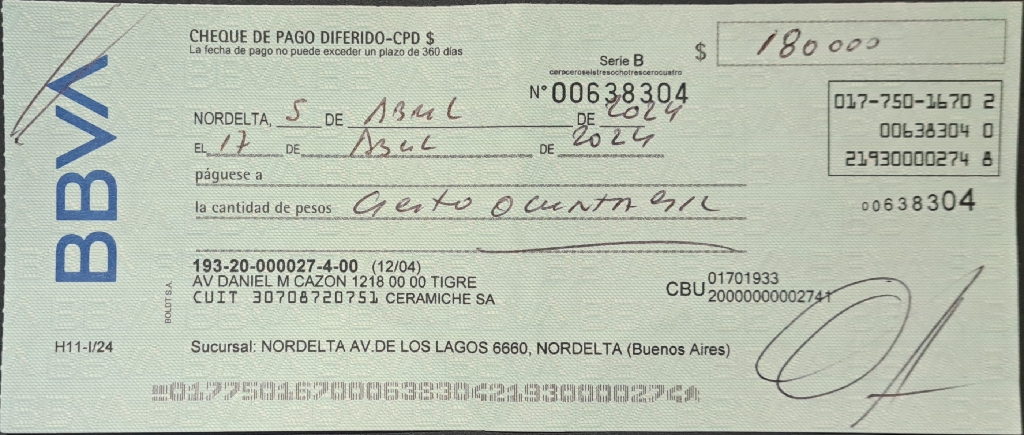 CHEQUE DE PAGO DIFERIDO-CPD $
La fecha de pago no puede exceder un plazo de 360 días
$ 180000
Serie B
ceroceroseistresochotrescerocuatro
N° 00638304
NORDELTA, 5 DE ABRIL DE 2024
EL 17 DE ABRIL DE 2024
017-750-1670 2
00638304 0
21930000274 8
páguese a
la cantidad de pesos Ciento OCHENTA MIL
00638304
BBVA
193-20-000027-4-00 (12/04)
AV DANIEL M CAZON 1218 00 00 TIGRE
CUIT 30708720751 CERAMICHE SA
CBU 01701933
20000000002741
BOLDT S.A.
H11-I/24
Sucursal: NORDELTA AV.DE LOS LAGOS 6660, NORDELTA (Buenos Aires)